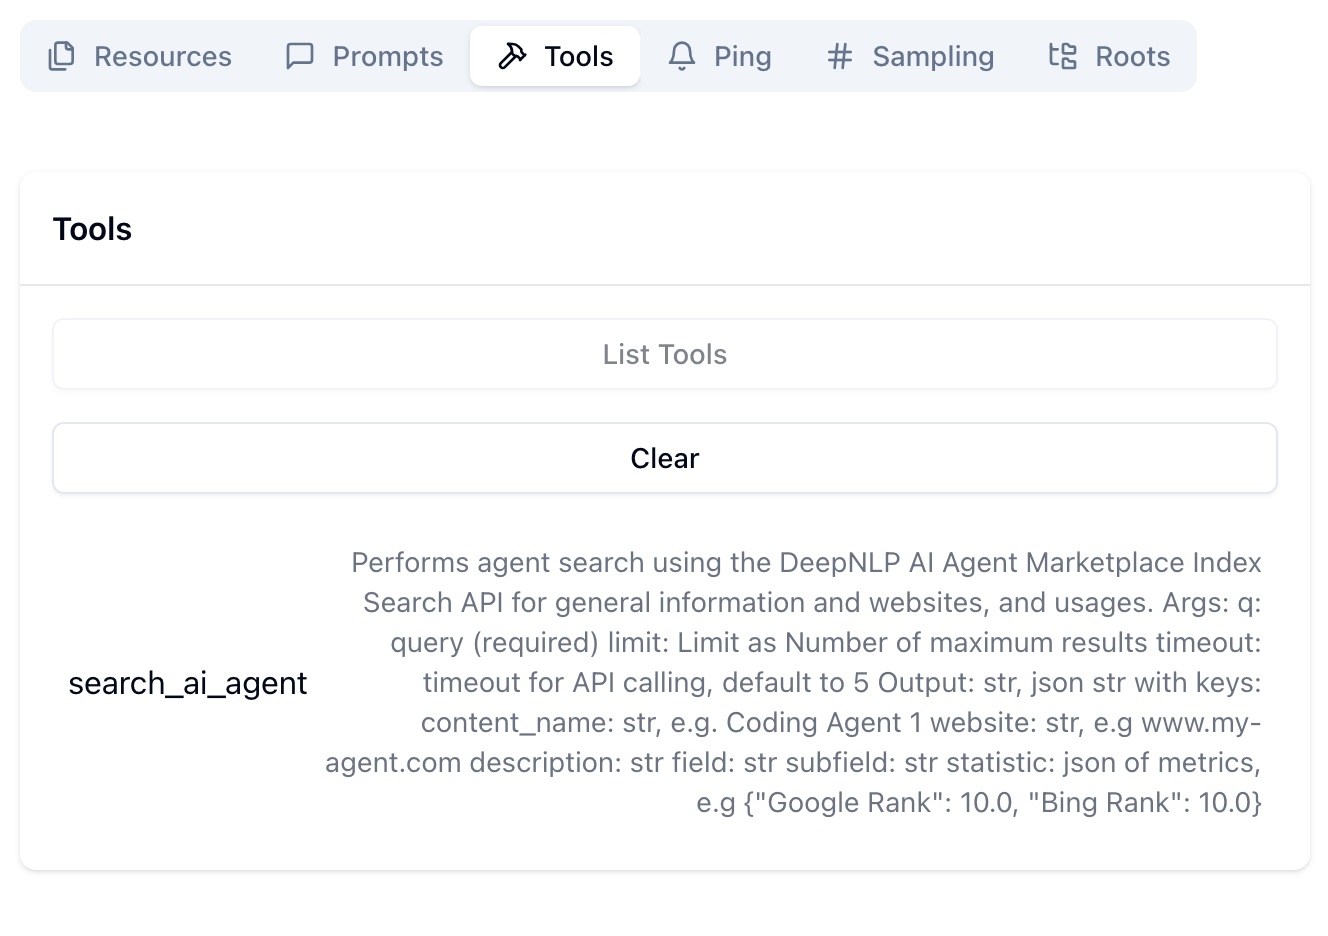 Resources Prompts Tools Ping # Sampling Roots
Tools
List Tools
Clear
search_ai_agent
Performs agent search using the DeepNLP AI Agent Marketplace Index
Search API for general information and websites, and usages. Args: q:
query (required) limit: Limit as Number of maximum results timeout:
timeout for API calling, default to 5 Output: str, json str with keys:
content_name: str, e.g. Coding Agent 1 website: str, e.g www.my-
agent.com description: str field: str subfield: str statistic: json of metrics,
e.g {"Google Rank": 10.0, "Bing Rank": 10.0}